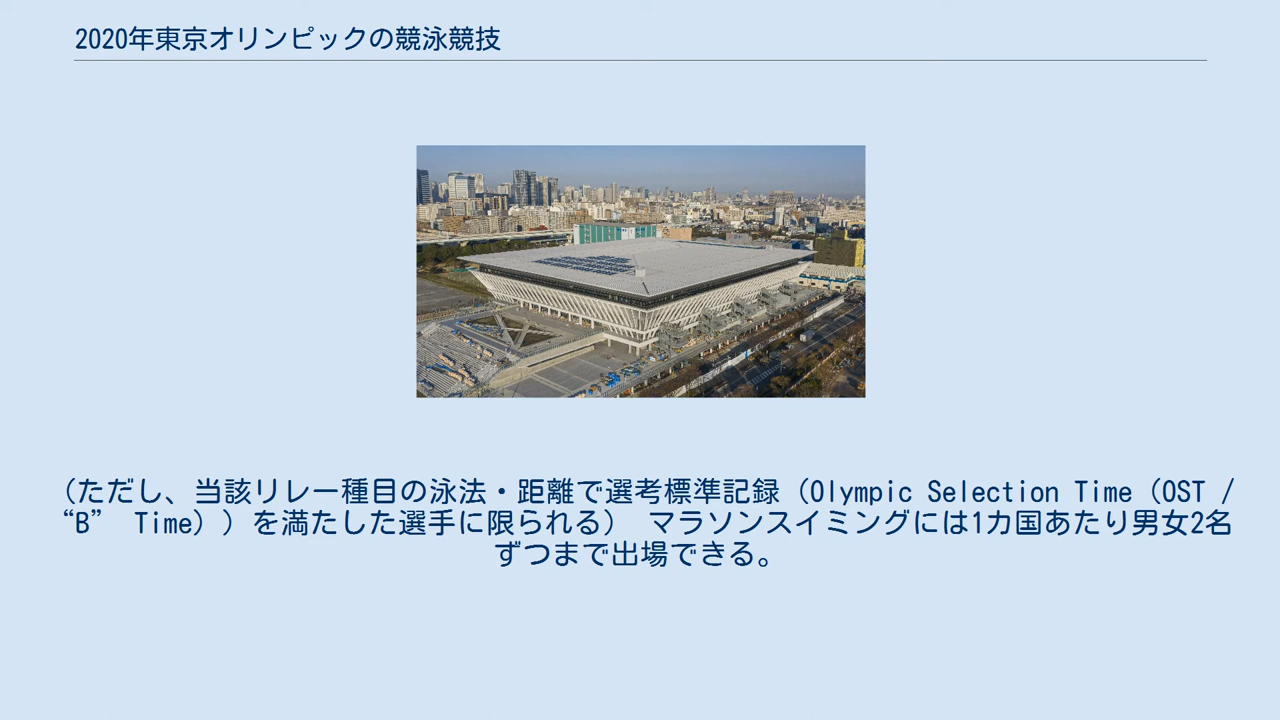 2020年東京オリンピックの競泳競技
（ただし、当該リレー種目の泳法・距離で選考標準記録（Olympic Selection Time（OST /
“B” Time））を満たした選手に限られる） マラソンスイミングには1カ国あたり男女2名
ずつまで出場できる。